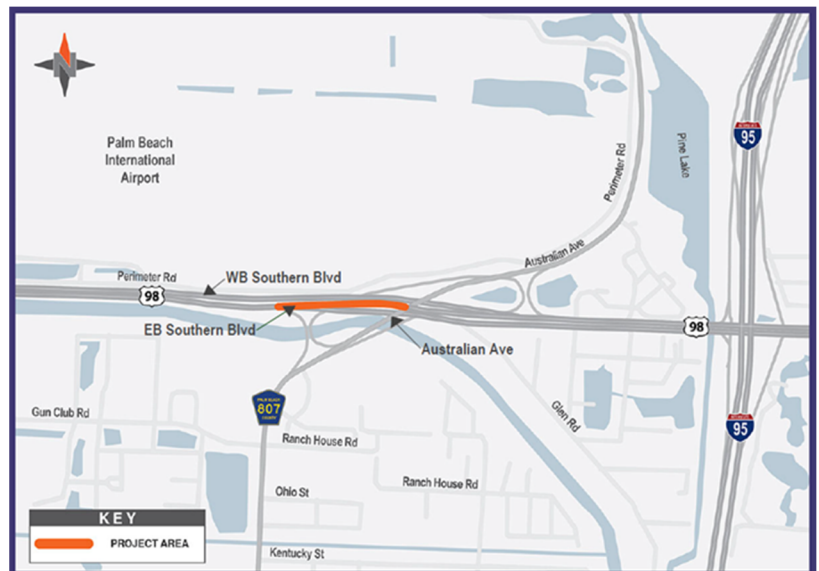 N
Palm Beach
International
Airport
Pine Lake
95
Perimeter Rd
Australian Ave
Perimeter Rd
WB Southern Blvd
98
EB Southern Blvd
98
Australian Ave
807
Gun Club Rd
Glen Rd
95
Ranch House Rd
Ohio St
Ranch House Rd
KEY
PROJECT AREA
Kentucky St